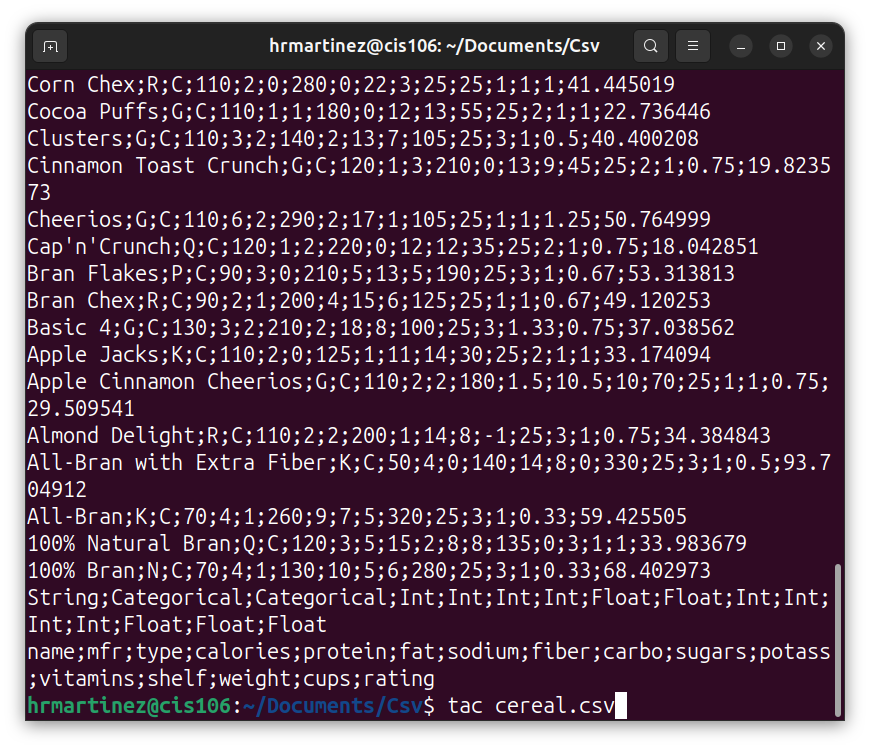 hrmartinez@cis106: ~/Documents/Csv
Corn Chex;R;C;110;2;0;280;0;22;3;25;25;1;1;1;41.445019
Cocoa Puffs;G;C;110;1;1;180;0;12;13;55;25;2;1;1;22.736446
Clusters;G;C;110;3;2;140;2;13;7;105;25;3;1;0.5;40.400208
Cinnamon Toast Crunch;G;C;120;1;3;210;0;13;9;45;25;2;1;0.75;19.8235
73
Cheerios;G;C;110;6;2;290;2;17;1;105;25;1;1;1.25;50.764999
Cap'n'Crunch;Q;C;120;1;2;220;0;12;12;35;25;2;1;0.75;18.042851
Bran Flakes;P;C;90;3;0;210;5;13;5;190;25;3;1;0.67;53.313813
Bran Chex;R;C;90;2;1;200;4;15;6;125;25;1;1;0.67;49.120253
Basic 4;G;C;130;3;2;210;2;18;8;100;25;3;1.33;0.75;37.038562
Apple Jacks;K;C;110;2;0;125;1;11;14;30;25;2;1;1;33.174094
Apple Cinnamon Cheerios;G;C;110;2;2;180;1.5;10.5;10;70;25;1;1;0.75;
29.509541
Almond Delight;R;C;110;2;2;200;1;14;8;-1;25;3;1;0.75;34.384843
All-Bran with Extra Fiber;K;C;50;4;0;140;14;8;0;330;25;3;1;0.5;93.7
04912
All-Bran;K;C;70;4;1;260;9;7;5;320;25;3;1;0.33;59.425505
100% Natural Bran;Q;C;120;3;5;15;2;8;8;135;0;3;1;1;33.983679
100% Bran;N;C;70;4;1;130;10;5;6;280;25;3;1;0.33;68.402973
String;Categorical;Categorical;Int;Int;Int;Int;Float;Float;Int;Int;
Int;Int;Float;Float;Float
name;mfr;type;calories;protein;fat;sodium;fiber;carbo;sugars;potass
;vitamins;shelf;weight;cups;rating
hrmartinez@cis106:~/Documents/Csv$ tac cereal.csv